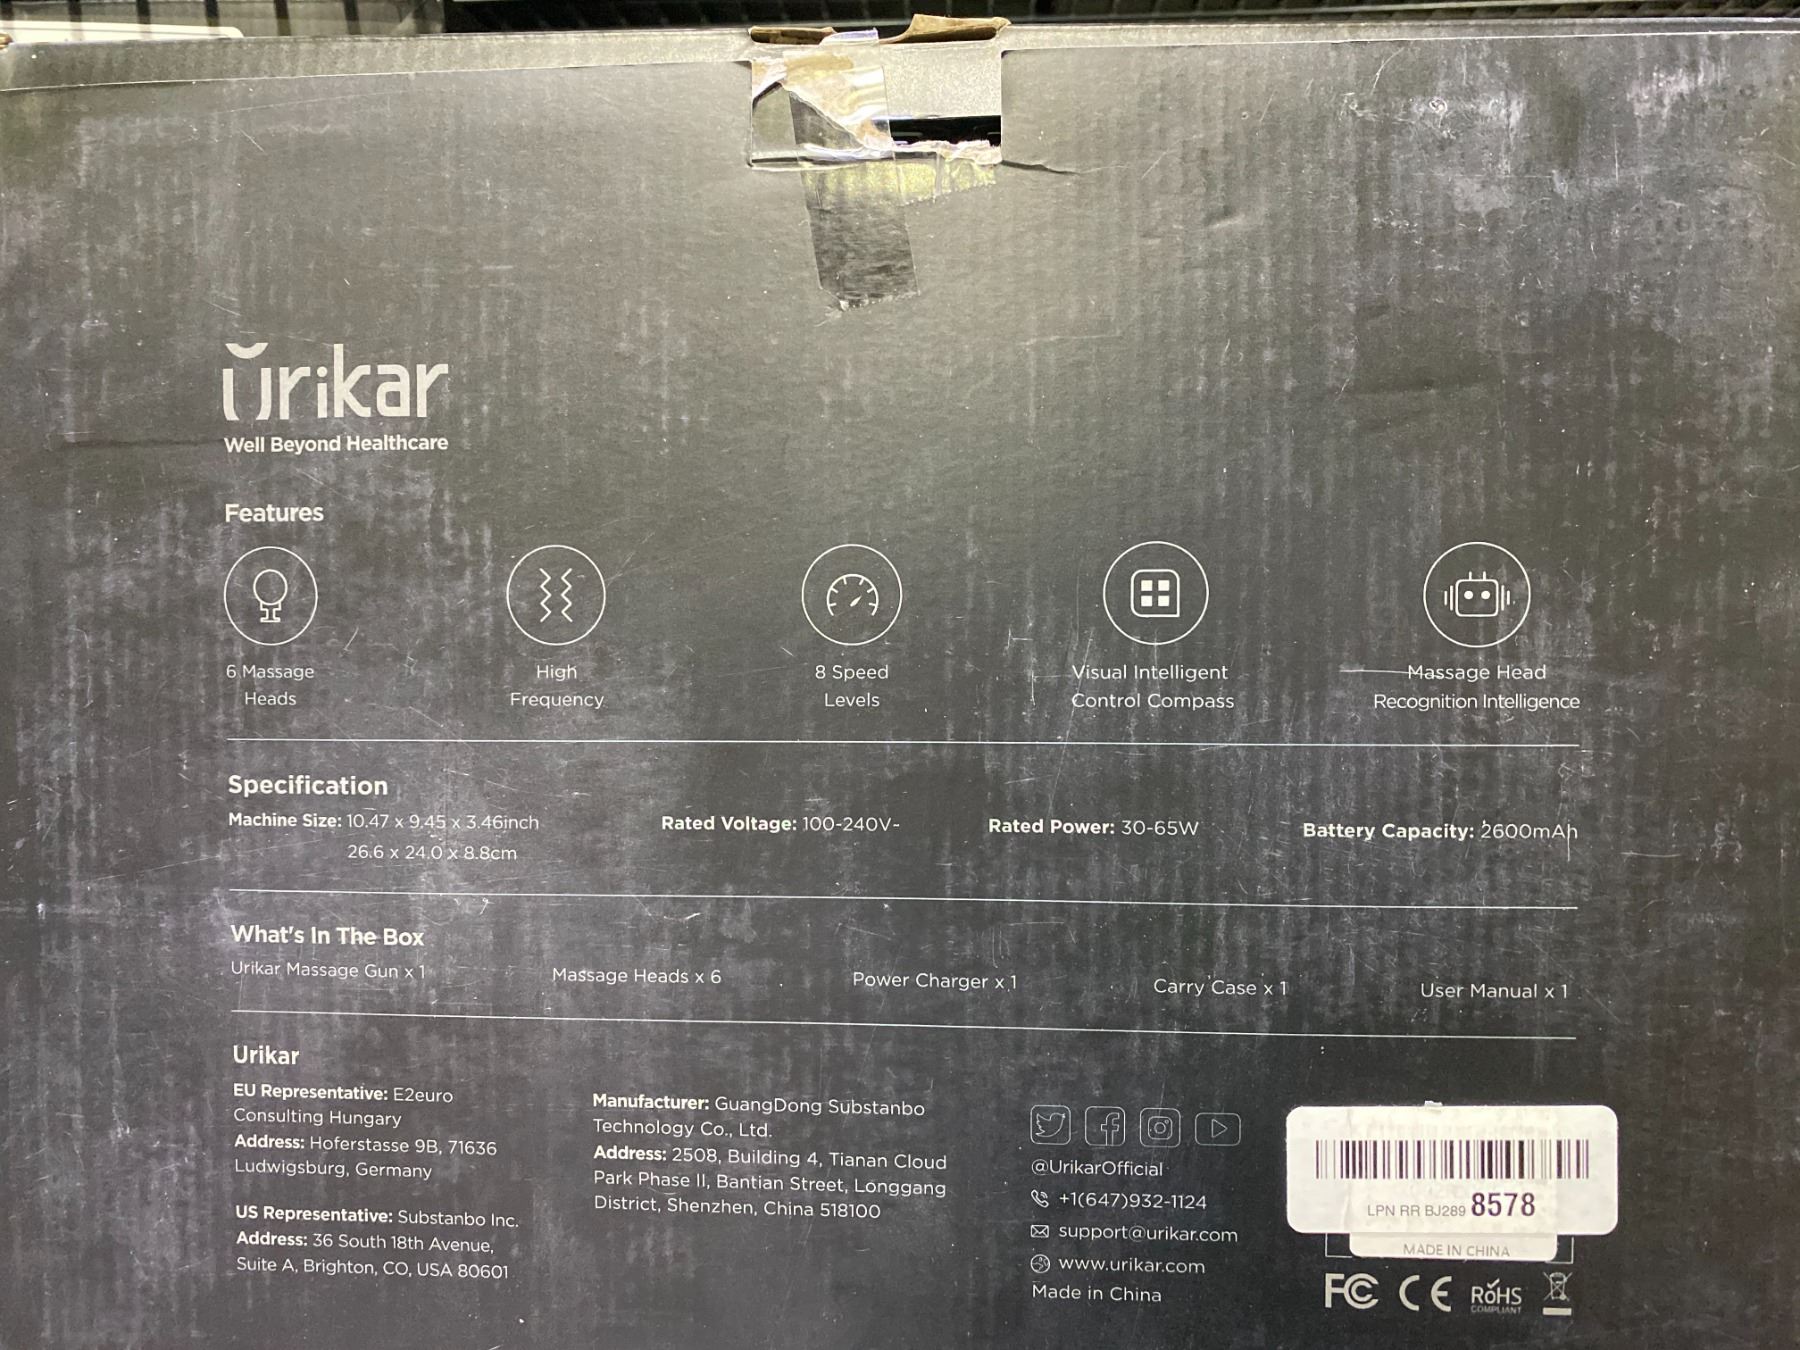 Urikar
Well Beyond Healthcare
Features
6 Massage
Heads
High
Frequency
8 Speed
Levels
Visual Intelligent
Control Compass
Massage Head
Recognition Intelligence
Specification
Machine Size: 10.47 x 9.45 x 3.46inch
26.6 x 24.0 x 8.8cm
Rated Voltage: 100-240V~
Rated Power: 30-65W
Battery Capacity: 2600mAh
What's In The Box
Urikar Massage Gun x 1
Massage Heads x 6
Power Charger x 1
Carry Case x 1
User Manual x 1
Urikar
EU Representative: E2euro
Consulting Hungary
Address: Hoferstasse 9B, 71636
Ludwigsburg, Germany
US Representative: Substanbo Inc.
Address: 36 South 18th Avenue,
Suite A, Brighton, CO, USA 80601
Manufacturer: GuangDong Substanbo
Technology Co., Ltd.
Address: 2508, Building 4, Tianan Cloud
Park Phase II, Bantian Street, Longgang
District, Shenzhen, China 518100
@UrikarOfficial
+1(647)932-1124
support@urikar.com
www.urikar.com
Made in China
LPN RR BJ289 8578
MADE IN CHINA
FC CE RoHS
COMPLIANT